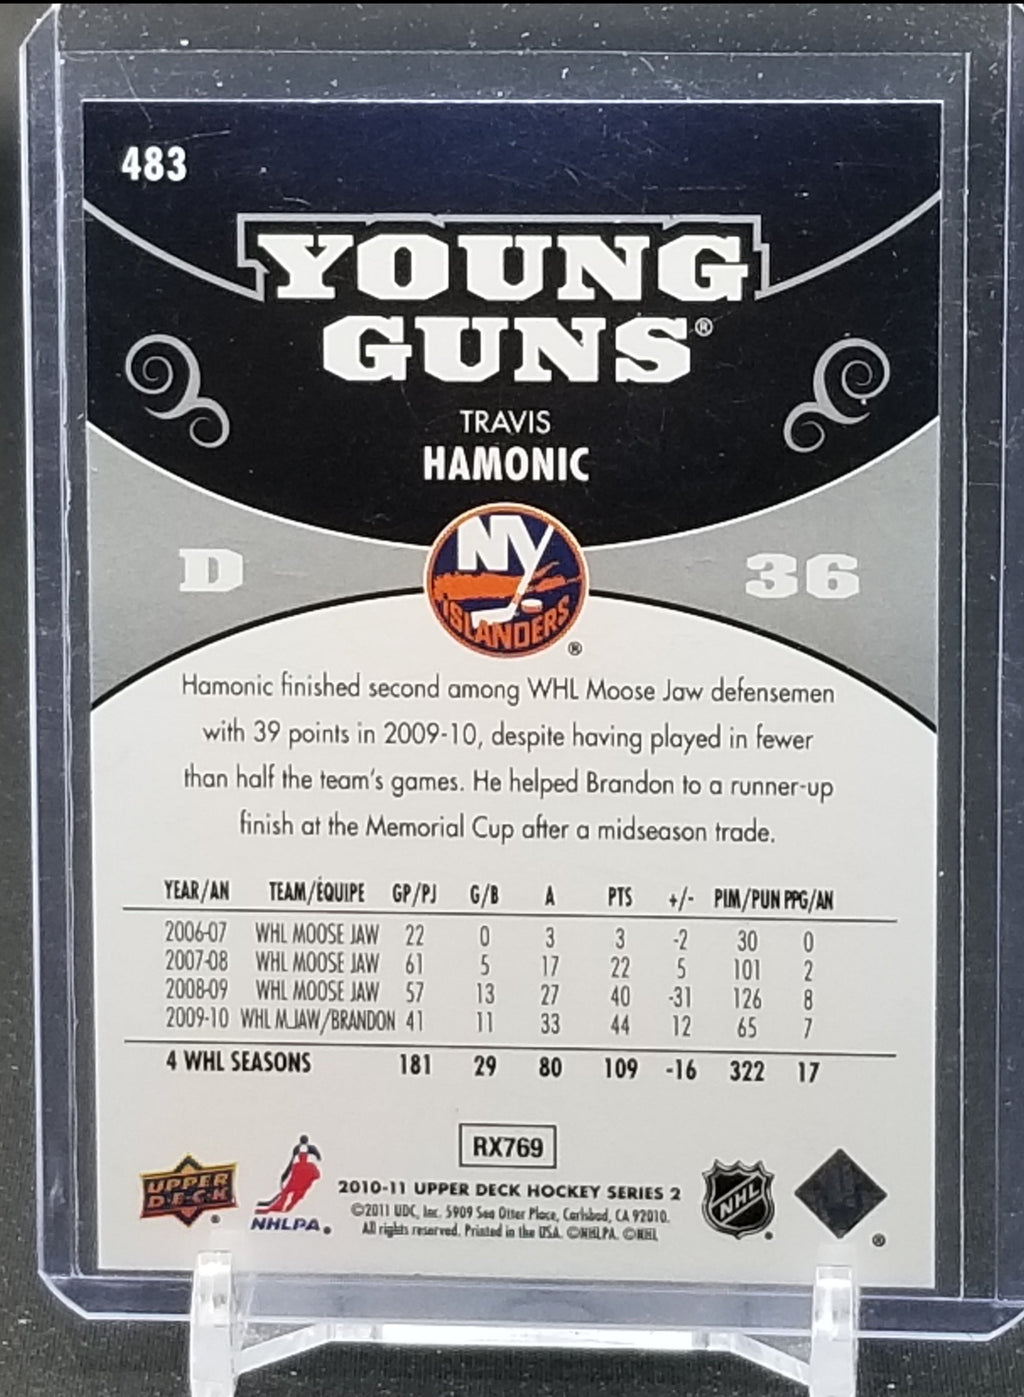 483
YOUNG
GUNS®
TRAVIS
HAMONIC
D
NY
ISLANDERS
®
36
Hamonic finished second among WHL Moose Jaw defensemen
with 39 points in 2009-10, despite having played in fewer
than half the team's games. He helped Brandon to a runner-up
finish at the Memorial Cup after a midseason trade.
YEAR/AN TEAM/ÉQUIPE GP/PJ G/B A PTS +/- PIM/PUN PPG/AN
2006-07 WHL MOOSE JAW 22 0 3 3 -2 30 0
2007-08 WHL MOOSE JAW 61 5 17 22 5 101 2
2008-09 WHL MOOSE JAW 57 13 27 40 -31 126 8
2009-10 WHL M.JAW/BRANDON 41 11 33 44 12 65 7
4 WHL SEASONS 181 29 80 109 -16 322 17
RX769
UPPER
DECK
®
NHLPA®
2010-11 UPPER DECK HOCKEY SERIES 2
©2011 UDC, Inc. 5909 Sea Otter Place, Carlsbad, CA 92010.
All rights reserved. Printed in the USA. ©NHLPA. ©NHL
NHL
®
®